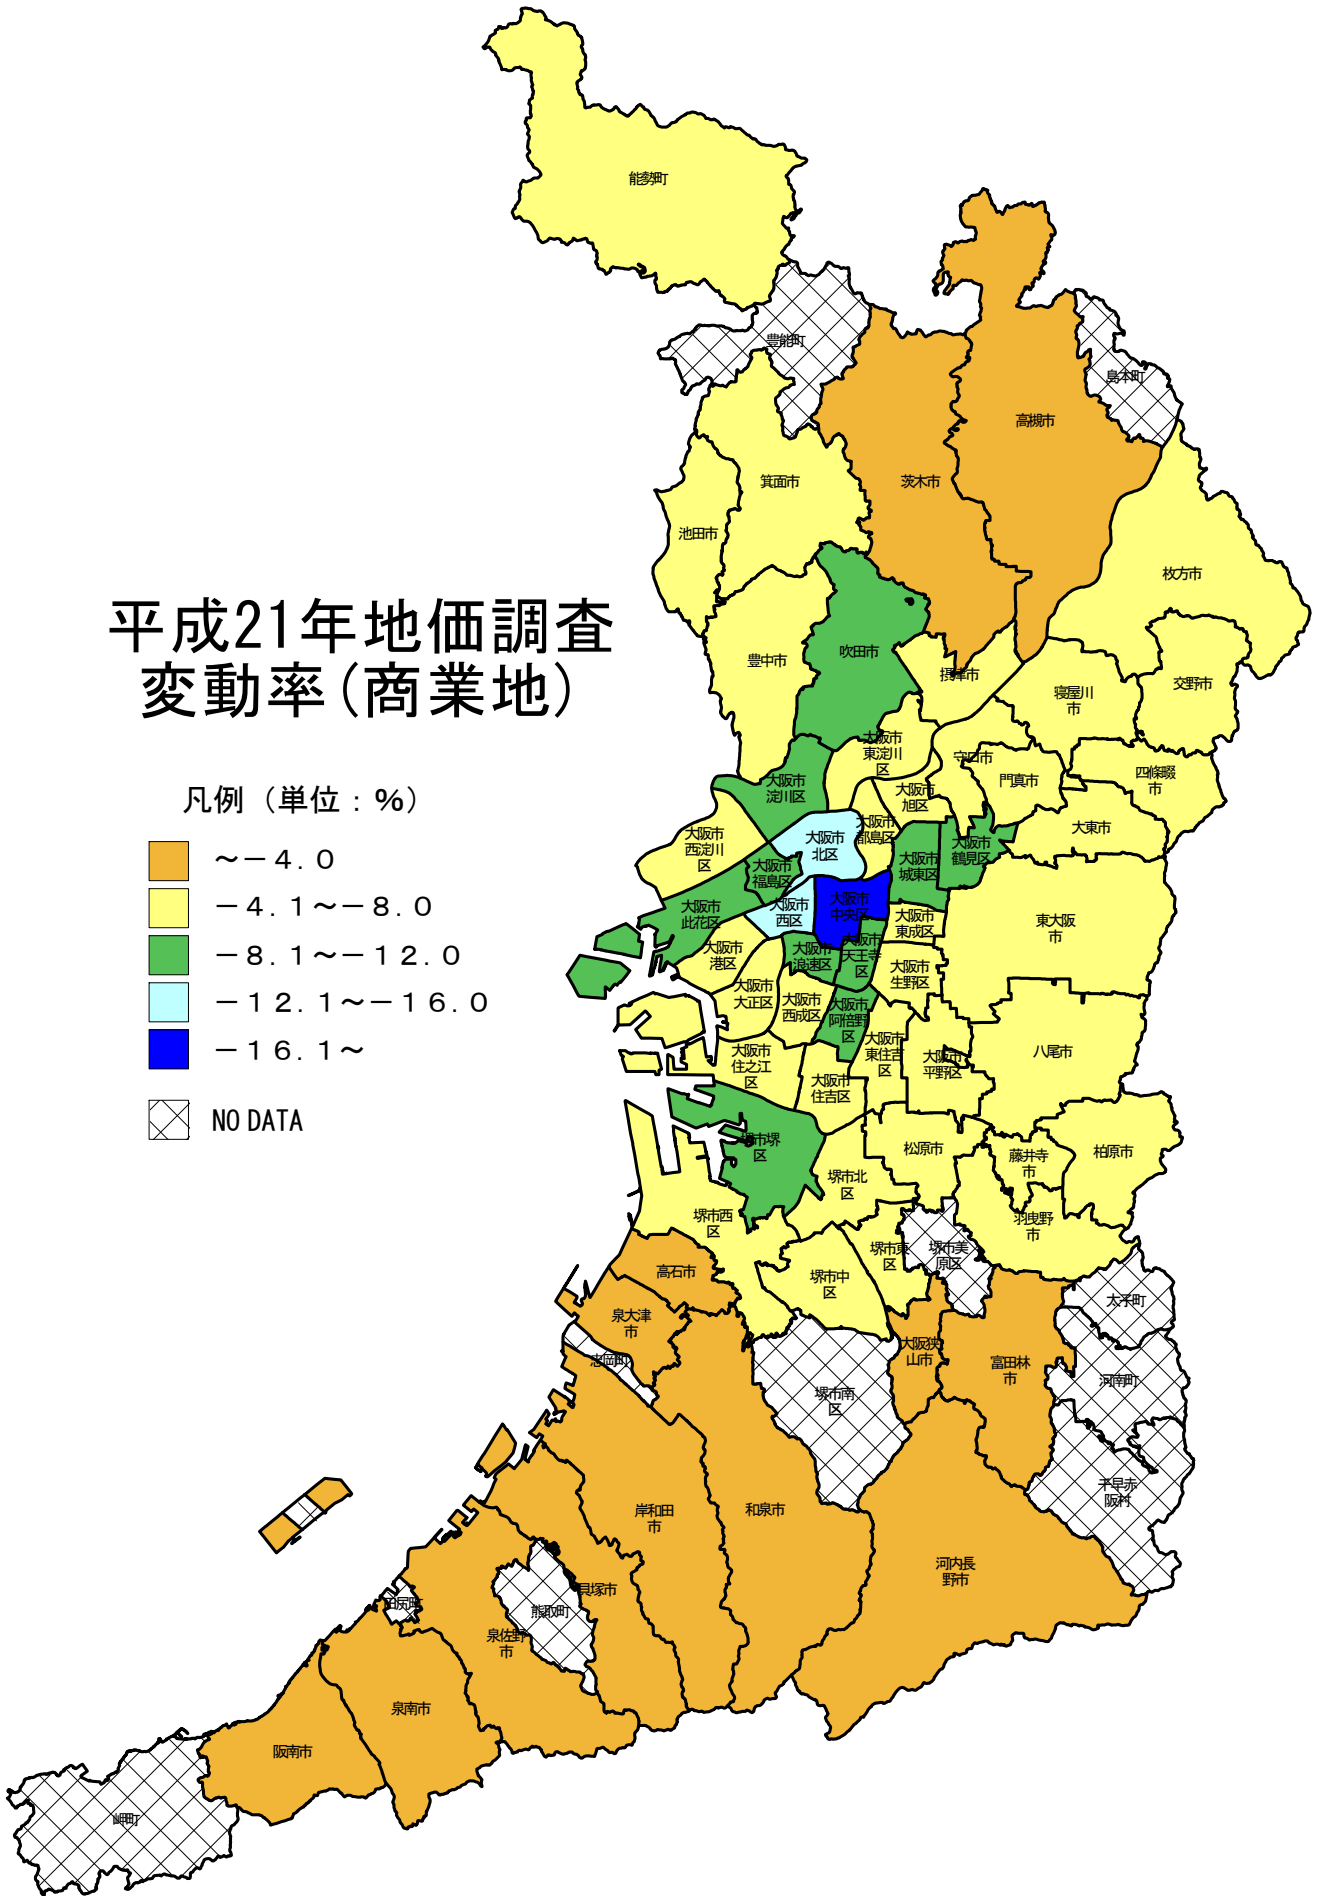 平成21年地価調査
変動率(商業地)
凡例（単位：%）
～－４．０
－４．１～－８．０
－８．１～－１２．０
－１２．１～－１６．０
－１６．１～
NO DATA
能勢町
豊能町
島本町
高槻市
茨木市
箕面市
池田市
枚方市
豊中市
吹田市
摂津市
寝屋川
市
交野市
大阪市
東淀川
区
守口市
門真市
四條畷
市
大阪市
淀川区
大阪市
旭区
大東市
大阪市
西淀川
区
大阪市
北区
大阪市
都島区
大阪市
城東区
大阪市
鶴見区
大阪市
福島区
大阪市
此花区
大阪市
西区
大阪市
中央区
大阪市
東成区
東大阪
市
大阪市
港区
大阪市
浪速区
大阪市
天王寺
区
大阪市
生野区
大阪市
大正区
大阪市
西成区
大阪市
阿倍野
区
大阪市
住之江
区
大阪市
東住吉
区
大阪市
平野区
八尾市
大阪市
住吉区
堺市堺
区
松原市
藤井寺
市
柏原市
堺市北
区
堺市西
区
羽曳野
市
堺市東
区
堺市美
原区
高石市
堺市中
区
太子町
泉大津
市
忠岡町
大阪狭
山市
富田林
市
河南町
堺市南
区
千早赤
阪村
岸和田
市
和泉市
河内長
野市
貝塚市
熊取町
田尻町
泉佐野
市
泉南市
阪南市
岬町